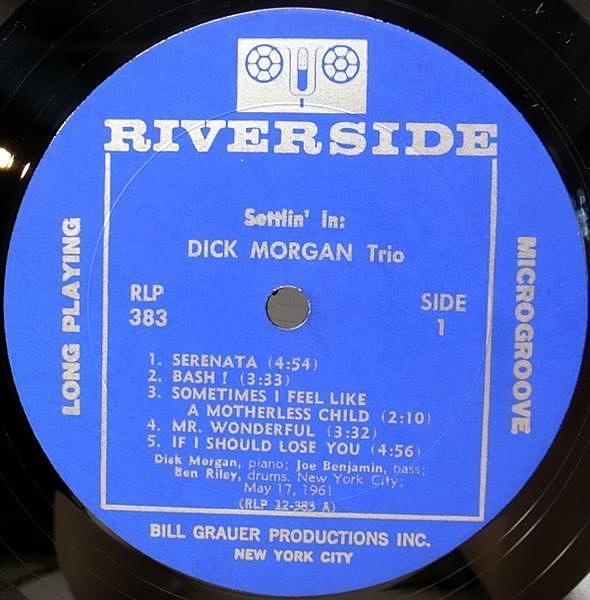 RIVERSIDE
Settlin' In:
DICK MORGAN Trio
RLP
383
SIDE
1
LONG PLAYING
MICROGROOVE
1. SERENATA (4:54)
2. BASH! (3:33)
3. SOMETIMES I FEEL LIKE
A MOTHERLESS CHILD (2:10)
4. MR. WONDERFUL (3:32)
5. IF I SHOULD LOSE YOU (4:56)
Dick Morgan, piano; Joe Benjamin, bass;
Ben Riley, drums. New York City;
May 17, 1961
(RLP 12-383 A)
BILL GRAUER PRODUCTIONS INC.
NEW YORK CITY